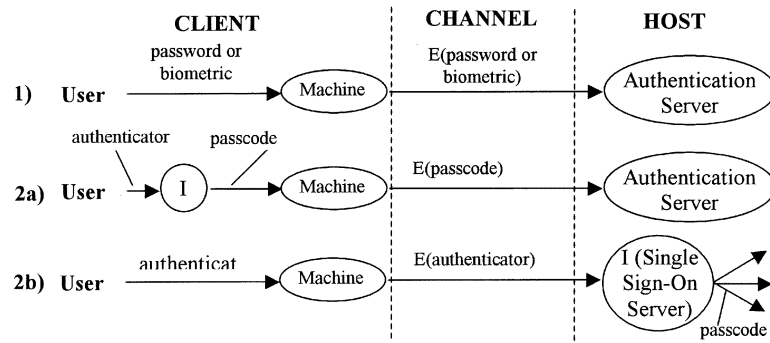 CLIENT
CHANNEL
HOST
password or
biometric
E(password or
biometric)
1) User
Machine
Authentication
Server
authenticator
passcode
2a) User
I
Machine
E(passcode)
Authentication
Server
2b) User
authenticat
Machine
E(authenticator)
I (Single
Sign-On
Server)
passcode